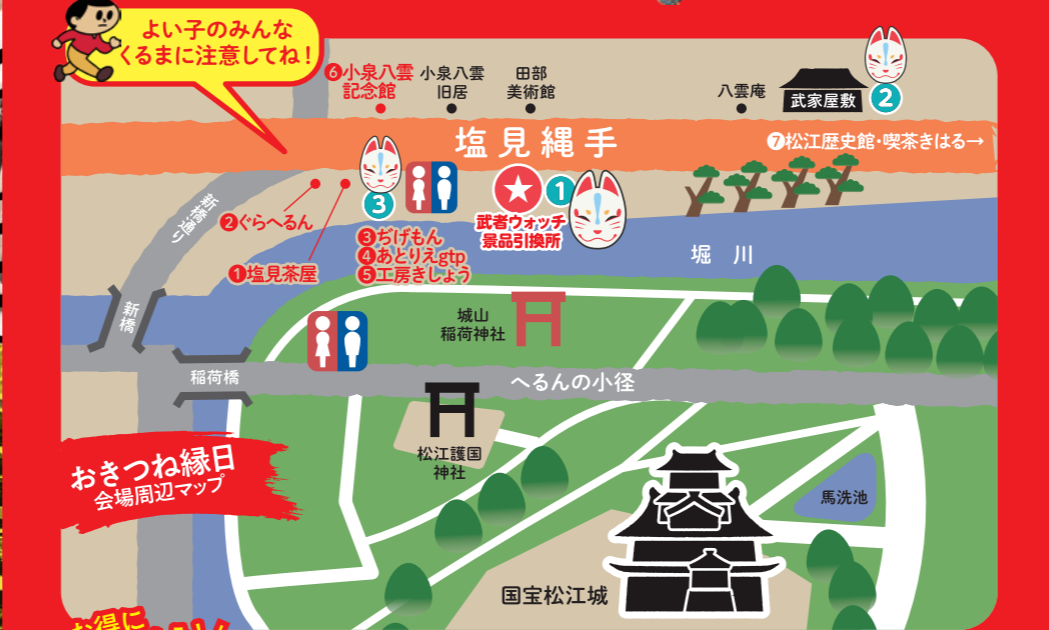 よい子のみんな
くるまに注意してね！
❻小泉八雲
記念館
小泉八雲
旧居
田部
美術館
八雲庵
武家屋敷
2
塩見縄手
❼松江歴史館・喫茶きはる→
3
1
武者ウォッチ
景品引換所
新橋通り
❷ぐらへるん
❶塩見茶屋
❸ぢげもん
❹あとりえgtp
❺工房きしょう
堀川
新橋
城山
稲荷神社
稲荷橋
へるんの小径
松江護国
神社
おきつね縁日
会場周辺マップ
馬洗池
国宝松江城
お得に